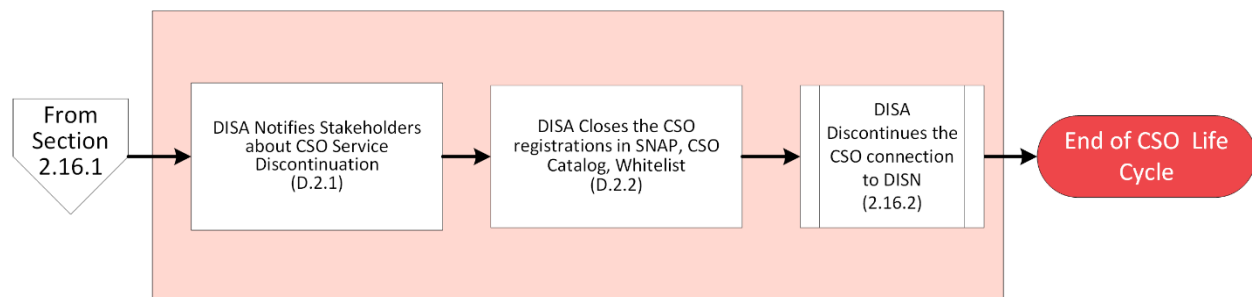 From
Section
2.16.1
DISA Notifies Stakeholders
about CSO Service
Discontinuation
(D.2.1)
DISA Closes the CSO
registrations in SNAP, CSO
Catalog, Whitelist
(D.2.2)
DISA
Discontinues the
CSO connection
to DISN
(2.16.2)
End of CSO  Life
Cycle